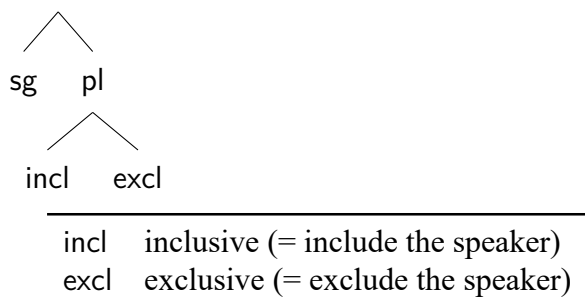 sg pl
incl excl
incl inclusive (= include the speaker)
excl exclusive (= exclude the speaker)